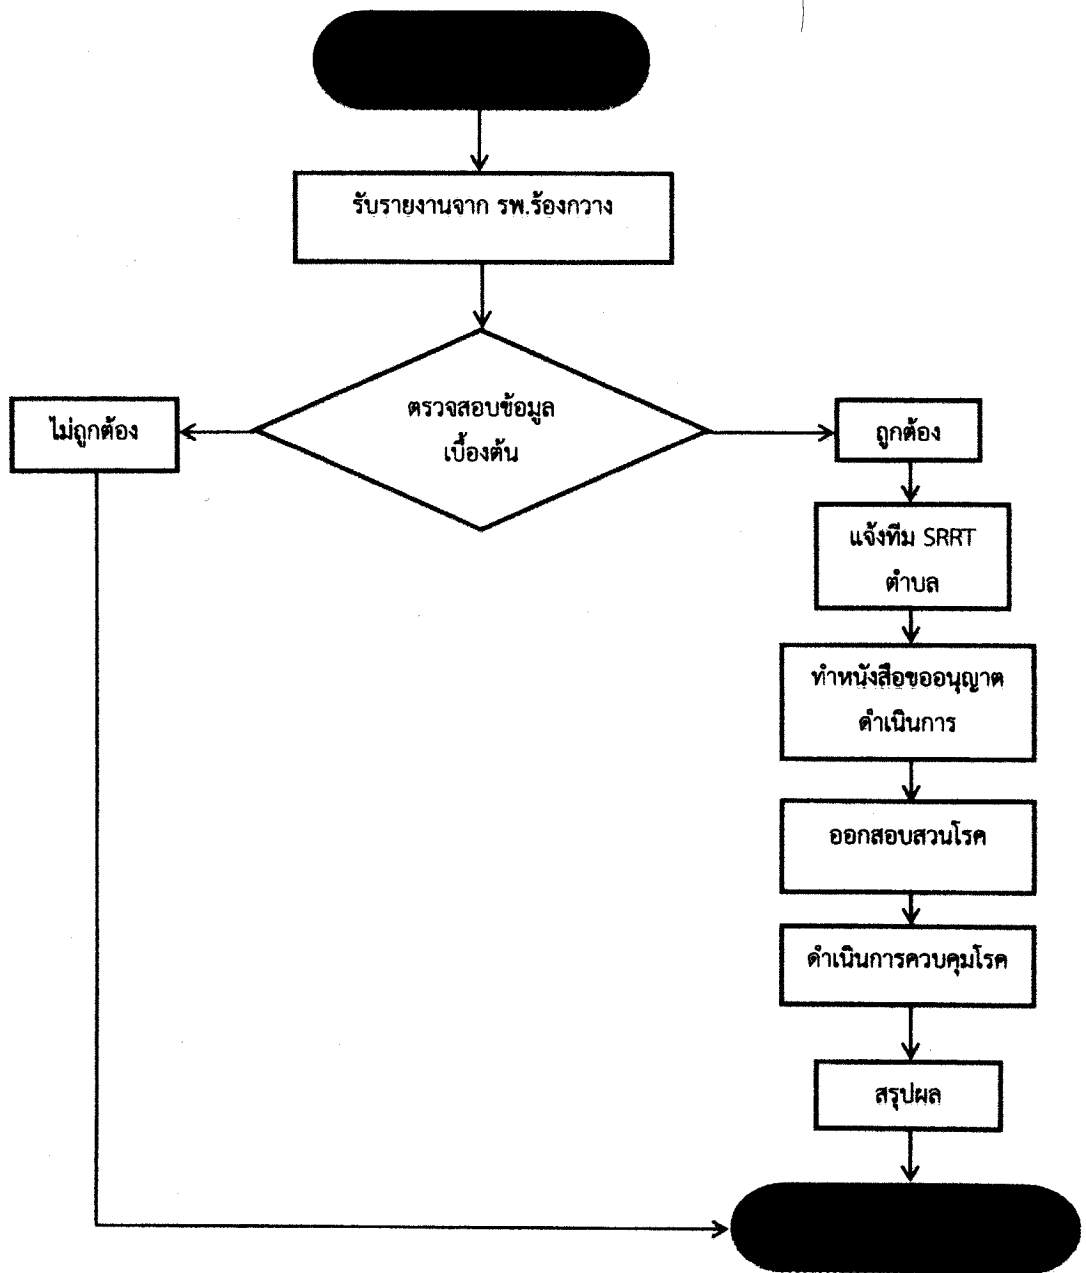 รับรายงานจาก รพ.ร้องกวาง
ตรวจสอบข้อมูล
เบื้องต้น
ไม่ถูกต้อง
ถูกต้อง
แจ้งทีม SRRT
ตำบล
ทำหนังสือขออนุญาต
ดำเนินการ
ออกสอบสวนโรค
ดำเนินการควบคุมโรค
สรุปผล